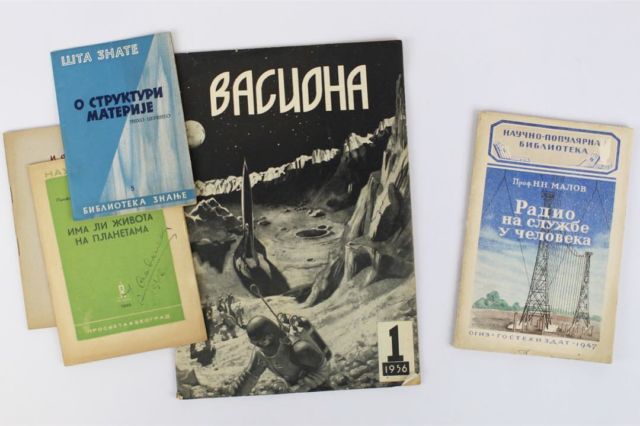 ШТА ЗНАТЕ
О СТРУКТУРИ
МАТЕРИЈЕ
5
БИБЛИОТЕКА ЗНАЊЕ
ИМА ЛИ ЖИВОТА
НА ПЛАНЕТАМА
ПРОСВЕТА БЕОГРАД
ВАСИОНА
1
1956
НАУЧНО-ПОПУЛЯРНАЯ
БИБЛИОТЕКА
Проф. Н.Н. МАЛОВ
Радио
на службе
у человека
ОГИЗ-ГОСТЕХИЗДАТ-1947